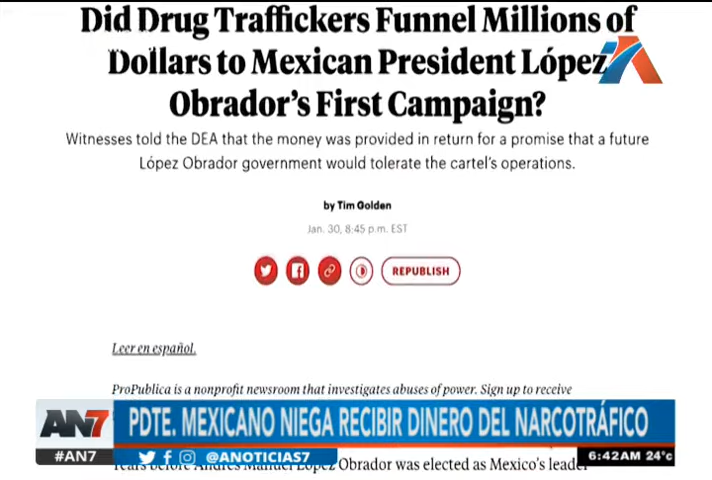 Did Drug Traffickers Funnel Millions of
Dollars to Mexican President López
Obrador's First Campaign?
Witnesses told the DEA that the money was provided in return for a promise that a future
López Obrador government would tolerate the cartel's operations.
by Tim Golden
Jan. 30, 8:45 p.m. EST
REPUBLISH
Leer en español.
ProPublica is a nonprofit newsroom that investigates abuses of power. Sign up to receive
AN7 PDTE. MEXICANO NIEGA RECIBIR DINERO DEL NARCOTRÁFICO
#AN7 @ANOTICIAS7 6:42AM 24°c
Years before Andrés Manuel López Obrador was elected as Mexico's leade